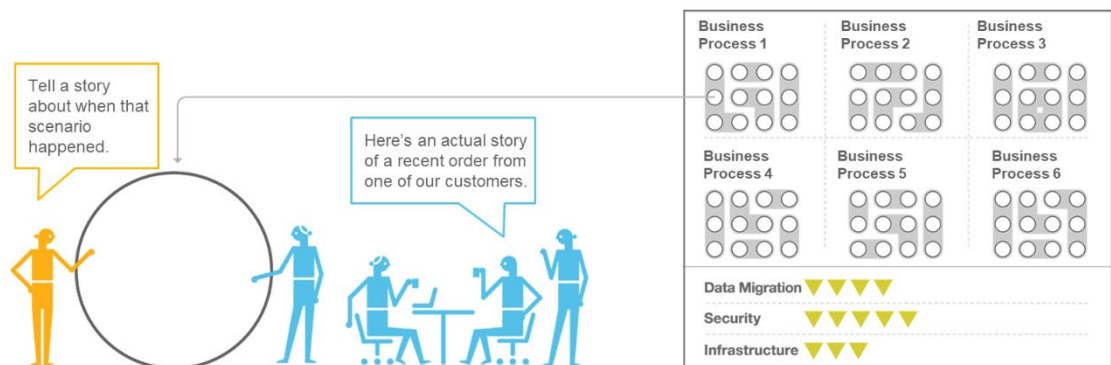 Tell a story
about when that
scenario
happened.
Here's an actual story
of a recent order from
one of our customers.
Business
Process 1
Business
Process 2
Business
Process 3
Business
Process 4
Business
Process 5
Business
Process 6
Data Migration
Security
Infrastructure